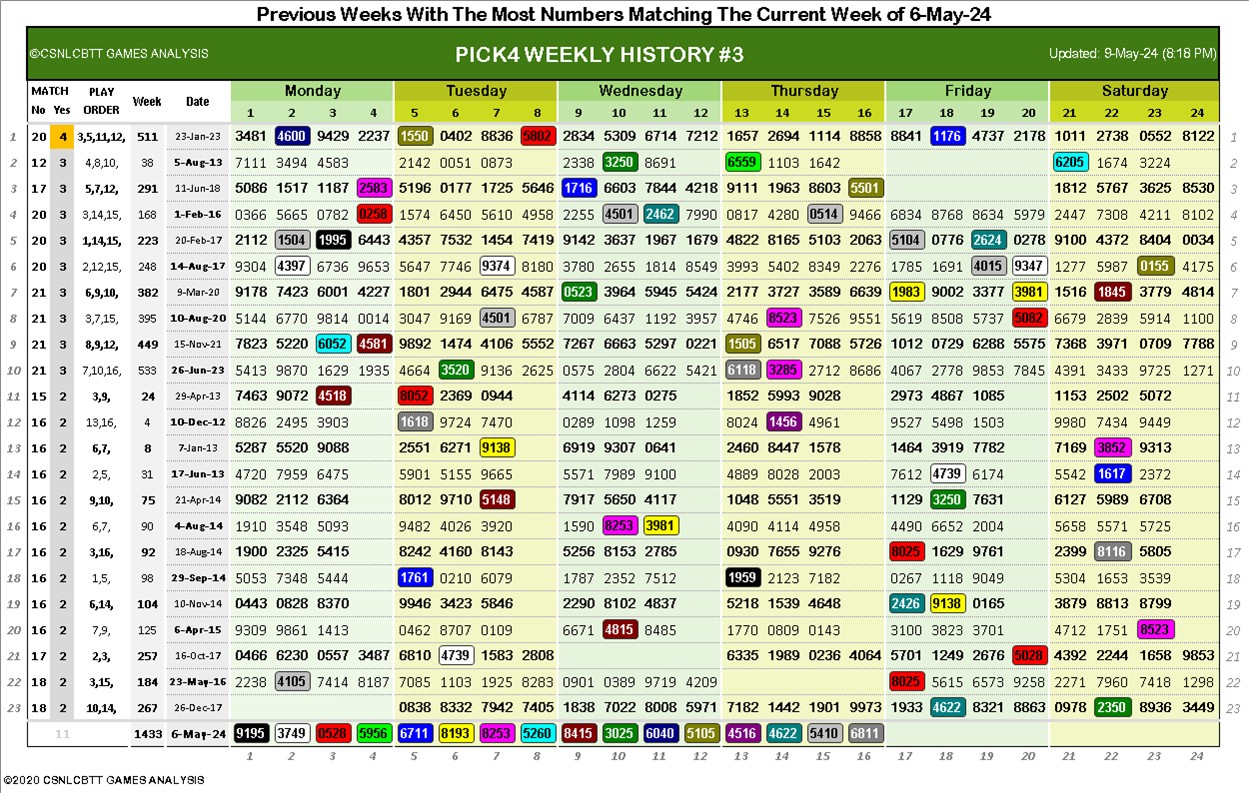 Previous Weeks With The Most Numbers Matching The Current Week of 6-May-24
©CSNLCBTT GAMES ANALYSIS PICK4 WEEKLY HISTORY #3 Updated: 9-May-24 (8:18 PM)
MATCH PLAY Week Date Monday Tuesday Wednesday Thursday Friday Saturday
No Yes ORDER 1 2 3 4 5 6 7 8 9 10 11 12 13 14 15 16 17 18 19 20 21 22 23 24
1 20 4 3,5,11,12, 511 23-Jan-23 3481 4600 9429 2237 1550 0402 8836 5802 2834 5309 6714 7212 1657 2694 1114 8858 8841 1176 4737 2178 1011 2738 0552 8122 1
2 12 3 4,8,10, 38 5-Aug-13 7111 3494 4583 2142 0051 0873 2338 3250 8691 6559 1103 1642 6205 1674 3224 2
3 17 3 5,7,12, 291 11-Jun-18 5086 1517 1187 2583 5196 0177 1725 5646 1716 6603 7844 4218 9111 1963 8603 5501 1812 5767 3625 8530 3
4 20 3 3,14,15, 168 1-Feb-16 0366 5665 0782 0258 1574 6450 5610 4958 2255 4501 2462 7990 0817 4280 0514 9466 6834 8768 8634 5979 2447 7308 4211 8102 4
5 20 3 1,14,15, 223 20-Feb-17 2112 1504 1995 6443 4357 7532 1454 7419 9142 3637 1967 1679 4822 8165 5103 2063 5104 0776 2624 0278 9100 4372 8404 0034 5
6 20 3 2,12,15, 248 14-Aug-17 9304 4397 6736 9653 5647 7746 9374 8180 3780 2655 1814 8549 3993 5402 8349 2276 1785 1691 4015 9347 1277 5987 0155 4175 6
7 21 3 6,9,10, 382 9-Mar-20 9178 7423 6001 4227 1801 2944 6475 4587 0523 3964 5945 5424 2177 3727 3589 6639 1983 9002 3377 3981 1516 1845 3779 4814 7
8 21 3 3,7,15, 395 10-Aug-20 5144 6770 9814 0014 3047 9169 4501 6787 7009 6437 1192 3957 4746 8523 7526 9551 5619 8508 5737 5082 6679 2839 5914 1100 8
9 21 3 8,9,12, 449 15-Nov-21 7823 5220 6052 4581 9892 1474 4106 5552 7267 6663 5297 0221 1505 6517 7088 5726 1012 0729 6288 5575 7368 3971 0709 7788 9
10 21 3 7,10,16, 533 26-Jun-23 5413 9870 1629 1935 4664 3520 9136 2625 0575 2804 6622 5421 6118 3285 2712 8686 4067 2778 9853 7845 4391 3433 9725 1271 10
11 15 2 3,9, 24 29-Apr-13 7463 9072 4518 8052 2369 0944 4114 6273 0275 1852 5993 9028 2973 4867 1085 1153 2502 5072 11
12 16 2 13,16, 4 10-Dec-12 8826 2495 3903 1618 9724 7470 0289 1098 1259 8024 1456 4961 9527 5498 1503 9980 7434 9449 12
13 16 2 6,7, 8 7-Jan-13 5287 5520 9088 2551 6271 9138 6919 9307 0641 2460 8447 1578 1464 3919 7782 7169 3852 9313 13
14 16 2 2,5, 31 17-Jun-13 4720 7959 6475 5901 5155 9665 5571 7989 9100 4889 8028 2003 7612 4739 6174 5542 1617 2372 14
15 16 2 9,10, 75 21-Apr-14 9082 2112 6364 8012 9710 5148 7917 5650 4117 1048 5551 3519 1129 3250 7631 6127 5989 6708 15
16 16 2 6,7, 90 4-Aug-14 1910 3548 5093 9482 4026 3920 1590 8253 3981 4090 4114 4958 4490 6652 2004 5658 5571 5725 16
17 16 2 3,16, 92 18-Aug-14 1900 2325 5415 8242 4160 8143 5256 8153 2785 0930 7655 9276 8025 1629 9761 2399 8116 5805 17
18 16 2 1,5, 98 29-Sep-14 5053 7348 5444 1761 0210 6079 1787 2352 7512 1959 2123 7182 0267 1118 9049 5304 1653 3539 18
19 16 2 6,14, 104 10-Nov-14 0443 0828 8370 9946 3423 5846 2290 8102 4837 5218 1539 4648 2426 9138 0165 3879 8813 8799 19
20 16 2 7,9, 125 6-Apr-15 9309 9861 1413 0462 8707 0109 6671 4815 8485 1770 0809 0143 3100 3823 3701 4712 1751 8523 20
21 17 2 2,3, 257 16-Oct-17 0466 6230 0557 3487 6810 4739 1583 2808 6335 1989 0236 4064 5701 1249 2676 5028 4392 2244 1658 9853 21
22 18 2 3,15, 184 23-May-16 2238 4105 7414 8187 7085 1103 1925 8283 0901 0389 9719 4209 8025 5615 6573 9258 2271 7960 7418 1298 22
23 18 2 10,14, 267 26-Dec-17 0838 8332 7942 7405 1838 7022 8008 5971 7182 1442 1901 9973 1933 4622 8321 8863 0978 2350 8936 3449 23
11 1433 6-May-24 9195 3749 0528 5956 6711 8193 8253 5260 8415 3025 6040 5105 4516 4622 5410 6811
1 2 3 4 5 6 7 8 9 10 11 12 13 14 15 16 17 18 19 20 21 22 23 24
©2020 CSNLCBTT GAMES ANALYSIS